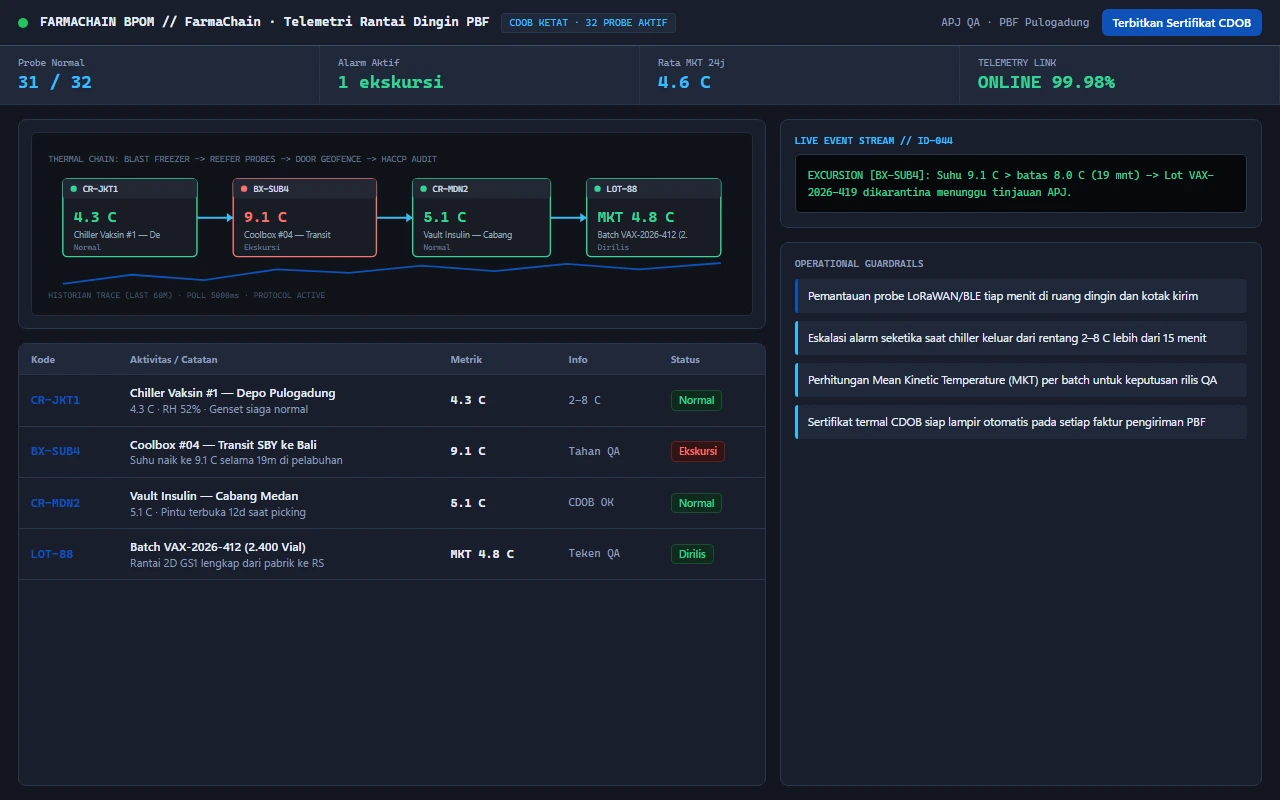 FARMACHAIN BPOM // FarmaChain · Telemetri Rantai Dingin PBF
CDOB KETAT · 32 PROBE AKTIF
APJ QA · PBF Pulogadung
Terbitkan Sertifikat CDOB
Probe Normal
31 / 32
Alarm Aktif
1 ekskursi
Rata MKT 24j
4.6 C
TELEMETRY LINK
ONLINE 99.98%
THERMAL CHAIN: BLAST FREEZER -> REEFER PROBES -> DOOR GEOFENCE -> HACCP AUDIT
CR-JKT1
4.3 C
Chiller Vaksin #1 — De
Normal
BX-SUB4
9.1 C
Coolbox #04 — Transit
Ekskursi
CR-MDN2
5.1 C
Vault Insulin — Cabang
Normal
LOT-88
MKT 4.8 C
Batch VAX-2026-412 (2.
Dirilis
HISTORIAN TRACE (LAST 60M) · POLL 5000ms · PROTOCOL ACTIVE
Kode Aktivitas / Catatan Metrik Info Status
CR-JKT1
Chiller Vaksin #1 — Depo Pulogadung
4.3 C · RH 52% · Genset siaga normal
4.3 C
2–8 C
Normal
BX-SUB4
Coolbox #04 — Transit SBY ke Bali
Suhu naik ke 9.1 C selama 19m di pelabuhan
9.1 C
Tahan QA
Ekskursi
CR-MDN2
Vault Insulin — Cabang Medan
5.1 C · Pintu terbuka 12d saat picking
5.1 C
CDOB OK
Normal
LOT-88
Batch VAX-2026-412 (2.400 Vial)
Rantai 2D GS1 lengkap dari pabrik ke RS
MKT 4.8 C
Teken QA
Dirilis
LIVE EVENT STREAM // ID-044
EXCURSION [BX-SUB4]: Suhu 9.1 C > batas 8.0 C (19 mnt) -> Lot VAX-
2026-419 dikarantina menunggu tinjauan APJ.
OPERATIONAL GUARDRAILS
Pemantauan probe LoRaWAN/BLE tiap menit di ruang dingin dan kotak kirim
Eskalasi alarm seketika saat chiller keluar dari rentang 2–8 C lebih dari 15 menit
Perhitungan Mean Kinetic Temperature (MKT) per batch untuk keputusan rilis QA
Sertifikat termal CDOB siap lampir otomatis pada setiap faktur pengiriman PBF